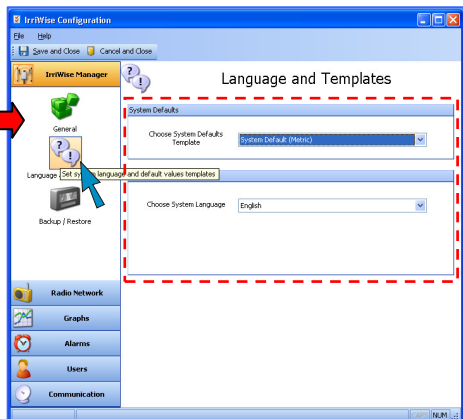 IrriWise Configuration
File Help
Save and Close Cancel and Close
IrriWise Manager
Language and Templates
General
System Defaults
Choose System Defaults
Template
System Default (Metric)
Language
Set system language and default values templates
Choose System Language
English
Backup / Restore
Radio Network
Graphs
Alarms
Users
Communication
CAPS NUM